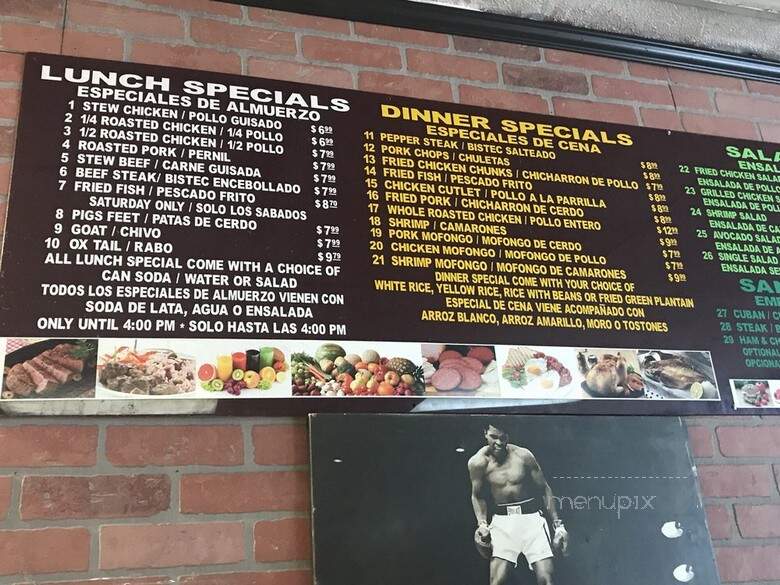 LUNCH SPECIALS
ESPECIALES DE ALMUERZO
1 STEW CHICKEN / POLLO GUISADO $6.99
2 1/4 ROASTED CHICKEN / 1/4 POLLO $6.99
3 1/2 ROASTED CHICKEN / 1/2 POLLO $7.99
4 ROASTED PORK / PERNIL $7.99
5 STEW BEEF / CARNE GUISADA $7.99
6 BEEF STEAK/ BISTEC ENCEBOLLADO $7.99
7 FRIED FISH / PESCADO FRITO $8.79
SATURDAY ONLY / SOLO LOS SABADOS
8 PIGS FEET / PATAS DE CERDO $7.99
9 GOAT / CHIVO $7.99
10 OX TAIL / RABO $9.79
ALL LUNCH SPECIAL COME WITH A CHOICE OF
CAN SODA / WATER OR SALAD
TODOS LOS ESPECIALES DE ALMUERZO VIENEN CON
SODA DE LATA, AGUA O ENSALADA
ONLY UNTIL 4:00 PM * SOLO HASTA LAS 4:00 PM
DINNER SPECIALS
ESPECIALES DE CENA
11 PEPPER STEAK / BISTEC SALTEADO
12 PORK CHOPS / CHULETAS
13 FRIED CHICKEN CHUNKS / CHICHARRON DE POLLO
14 FRIED FISH / PESCADO FRITO
15 CHICKEN CUTLET / POLLO A LA PARRILLA
16 FRIED PORK / CHICHARRON DE CERDO
17 WHOLE ROASTED CHICKEN / POLLO ENTERO
18 SHRIMP / CAMARONES
19 PORK MOFONGO / MOFONGO DE CERDO
20 CHICKEN MOFONGO / MOFONGO DE POLLO
21 SHRIMP MOFONGO / MOFONGO DE CAMARONES
DINNER SPECIAL COME WITH YOUR CHOICE OF
WHITE RICE, YELLOW RICE, RICE WITH BEANS OR FRIED GREEN PLANTAIN
ESPECIAL DE CENA VIENE ACOMPAÑADO CON
ARROZ BLANCO, ARROZ AMARILLO, MORO O TOSTONES
22 FRIED CHICKEN SALAD
ENSALADA DE POLLO
23 GRILLED CHICKEN
ENSALADA DE
24 SHRIMP SALAD
ENSALADA DE
25 AVOCADO
ENSALADA DE
26 SINGLE SALAD
ENSALADA
27 CUBAN
28 STEAK
29 HAM &
menupix